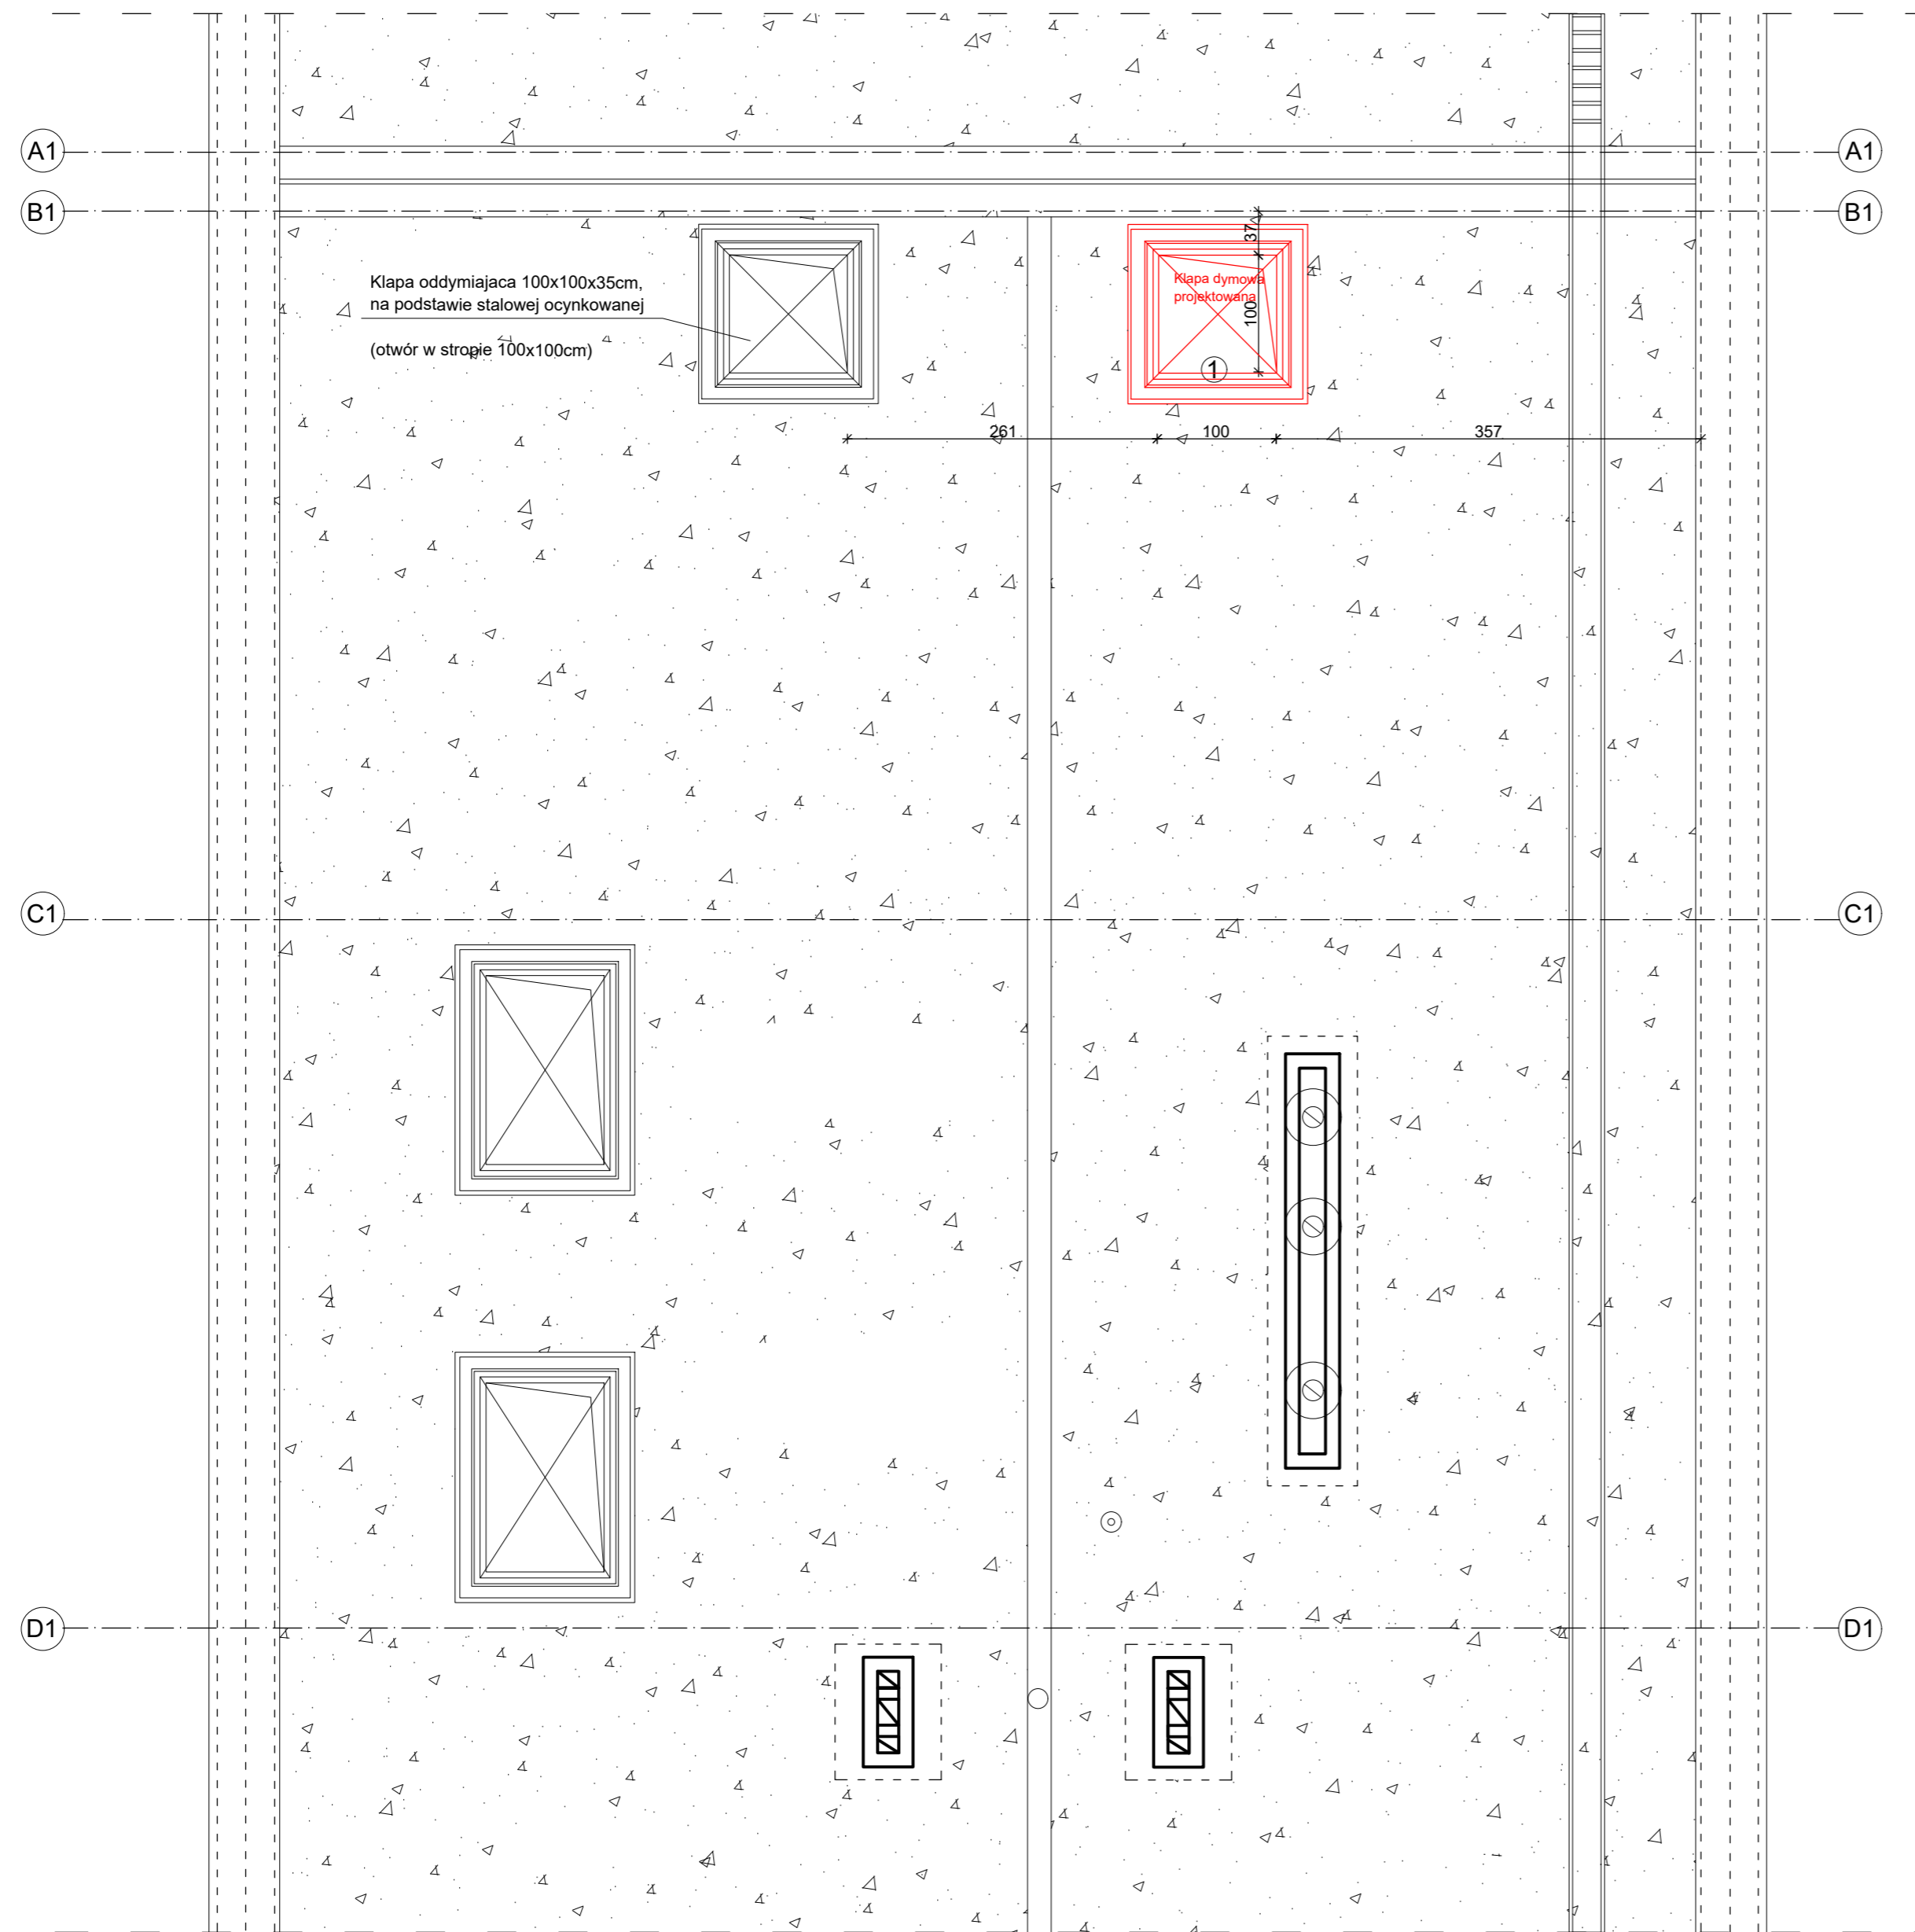 A1
A1
B1
B1
37
Klapa oddymiajaca 100x100x35cm,
na podstawie stalowej ocynkowanej
(otwór w stropie 100x100cm)
Klapa dymowa
projektowana
100
1
261
100
357
C1
C1
D1
D1